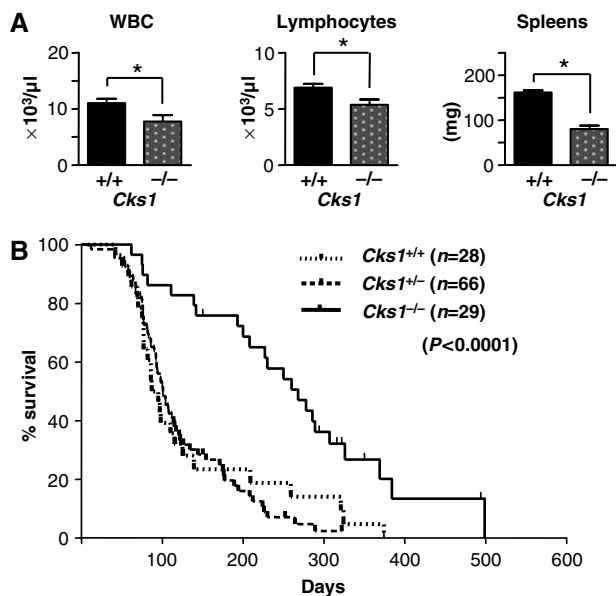 A
WBC
Lymphocytes
Spleens
×10³/µl
20
10
0
*
+/+ –/–
Cks1
×10³/µl
10
5
0
*
+/+ –/–
Cks1
(mg)
200
100
0
*
+/+ –/–
Cks1
B
% survival
100
80
60
40
20
0
Cks1+/+ (n=28)
Cks1+/– (n=66)
Cks1–/– (n=29)
(P<0.0001)
100 200 300 400 500 600
Days